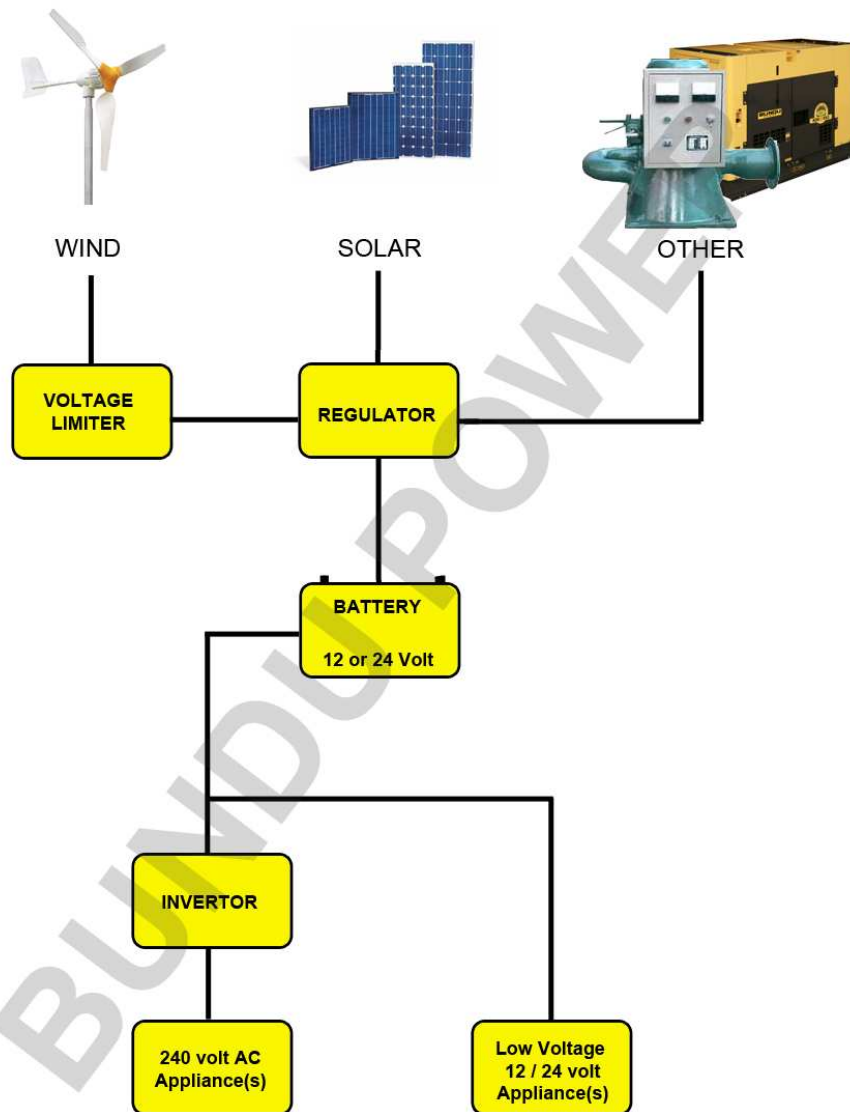 WIND
SOLAR
OTHER
VOLTAGE
LIMITER
REGULATOR
BATTERY
12 or 24 Volt
INVERTOR
240 volt AC
Appliance(s)
Low Voltage
12 / 24 volt
Appliance(s)
BUNDU POWER